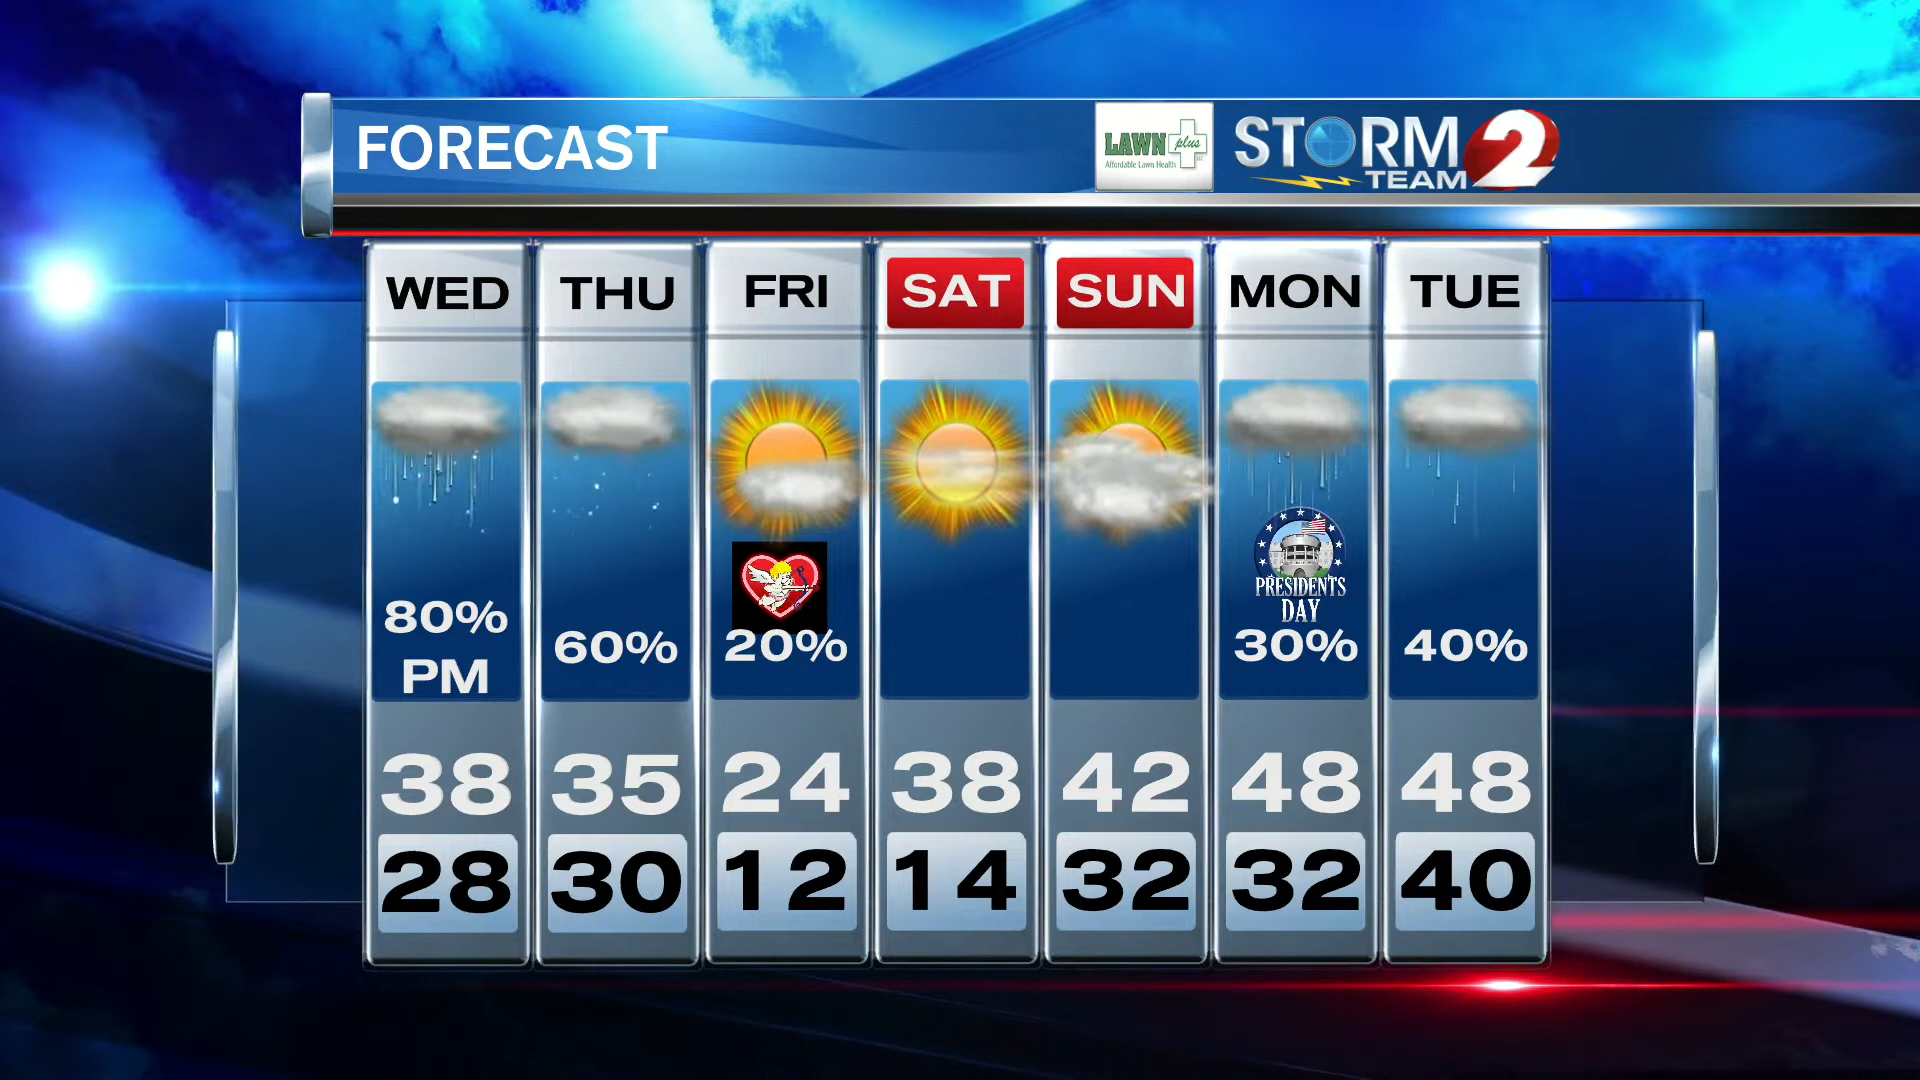 FORECAST
LAWN plus
Affordable Lawn Health
STORM
TEAM 2
WED THU FRI SAT SUN MON TUE
PRESIDENTS
DAY
80% PM
60%
20%
30%
40%
38 35 24 38 42 48 48
28 30 12 14 32 32 40